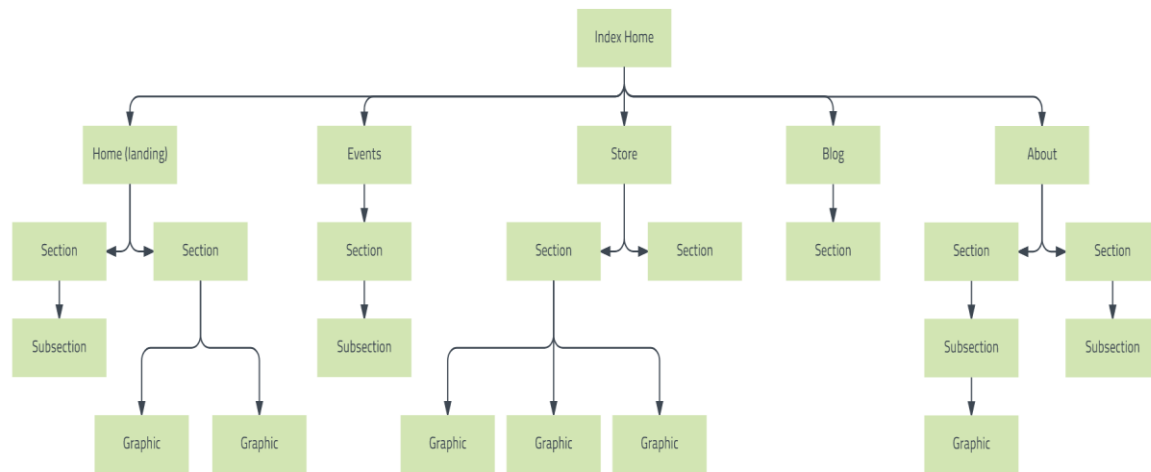 Index Home
Home (landing)
Events
Store
Blog
About
Section
Section
Section
Section
Section
Section
Section
Section
Subsection
Subsection
Subsection
Subsection
Graphic
Graphic
Graphic
Graphic
Graphic
Graphic